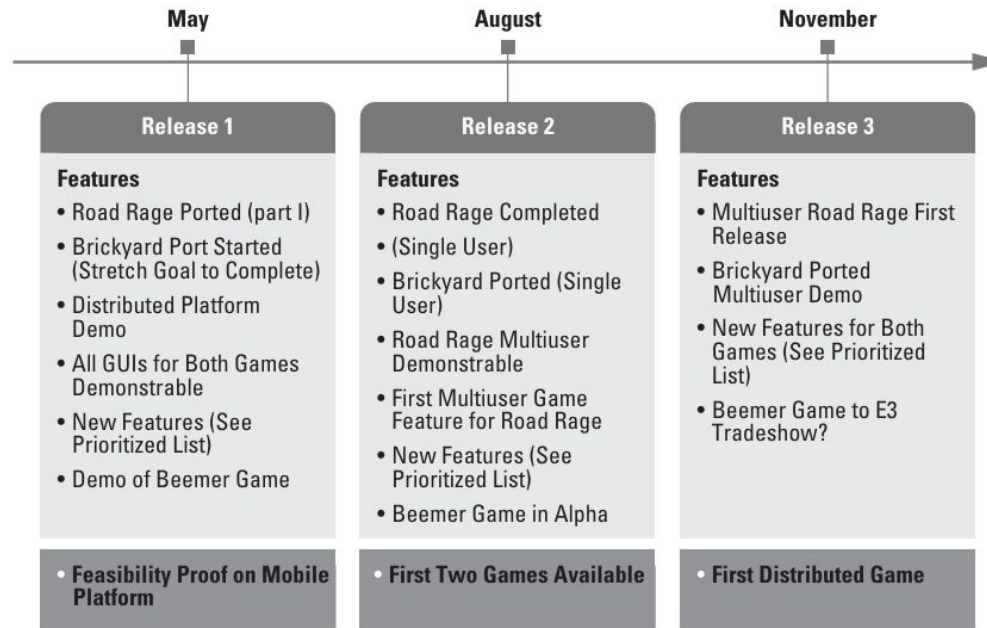 May
August
November
Release 1
Features
• Road Rage Ported (part I)
• Brickyard Port Started
(Stretch Goal to Complete)
• Distributed Platform
Demo
• All GUIs for Both Games
Demonstrable
• New Features (See
Prioritized List)
• Demo of Beemer Game
• Feasibility Proof on Mobile
Platform
Release 2
Features
• Road Rage Completed
• (Single User)
• Brickyard Ported (Single
User)
• Road Rage Multiuser
Demonstrable
• First Multiuser Game
Feature for Road Rage
• New Features (See
Prioritized List)
• Beemer Game in Alpha
• First Two Games Available
Release 3
Features
• Multiuser Road Rage First
Release
• Brickyard Ported
Multiuser Demo
• New Features for Both
Games (See Prioritized
List)
• Beemer Game to E3
Tradeshow?
• First Distributed Game